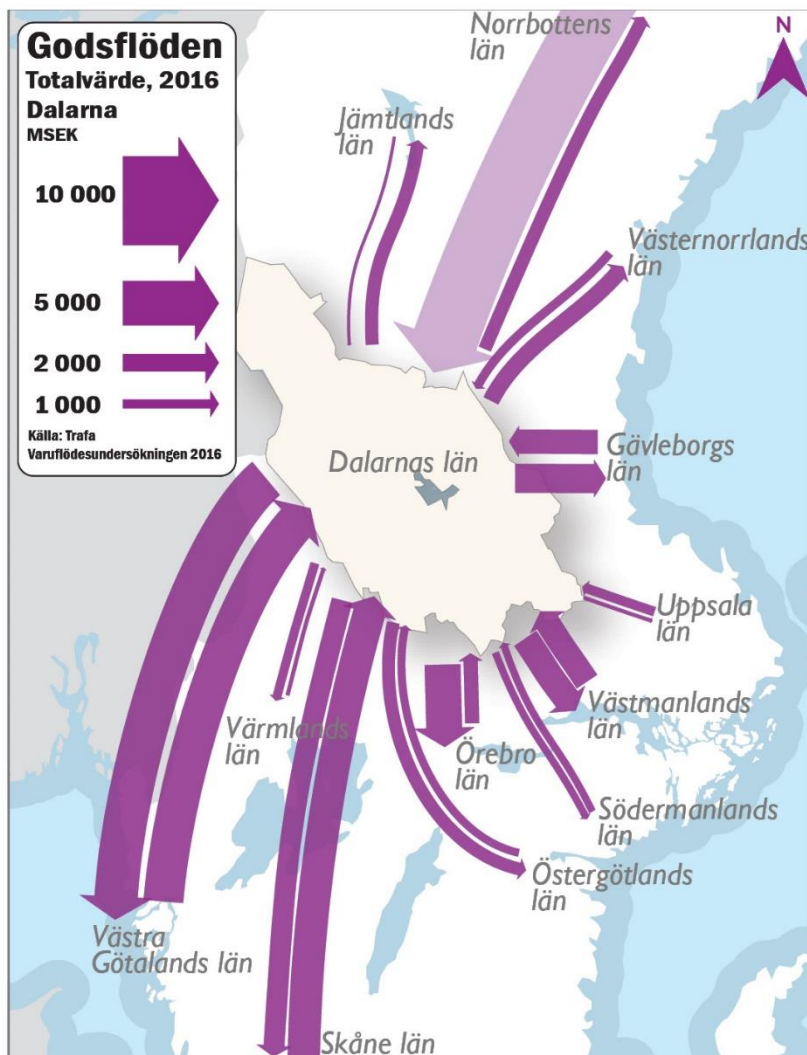 Godsflöden
Totalvärde, 2016
Dalarna
MSEK
10 000
5 000
2 000
1 000
Källa: Trafa
Varuflödesundersökningen 2016
N
Norrbottens
län
Jämtlands
län
Västernorrlands
län
Gävleborgs
län
Dalarnas län
Uppsala
län
Västmanlands
län
Värmlands
län
Örebro
län
Södermanlands
län
Östergötlands
län
Västra
Götalands län
Skåne län